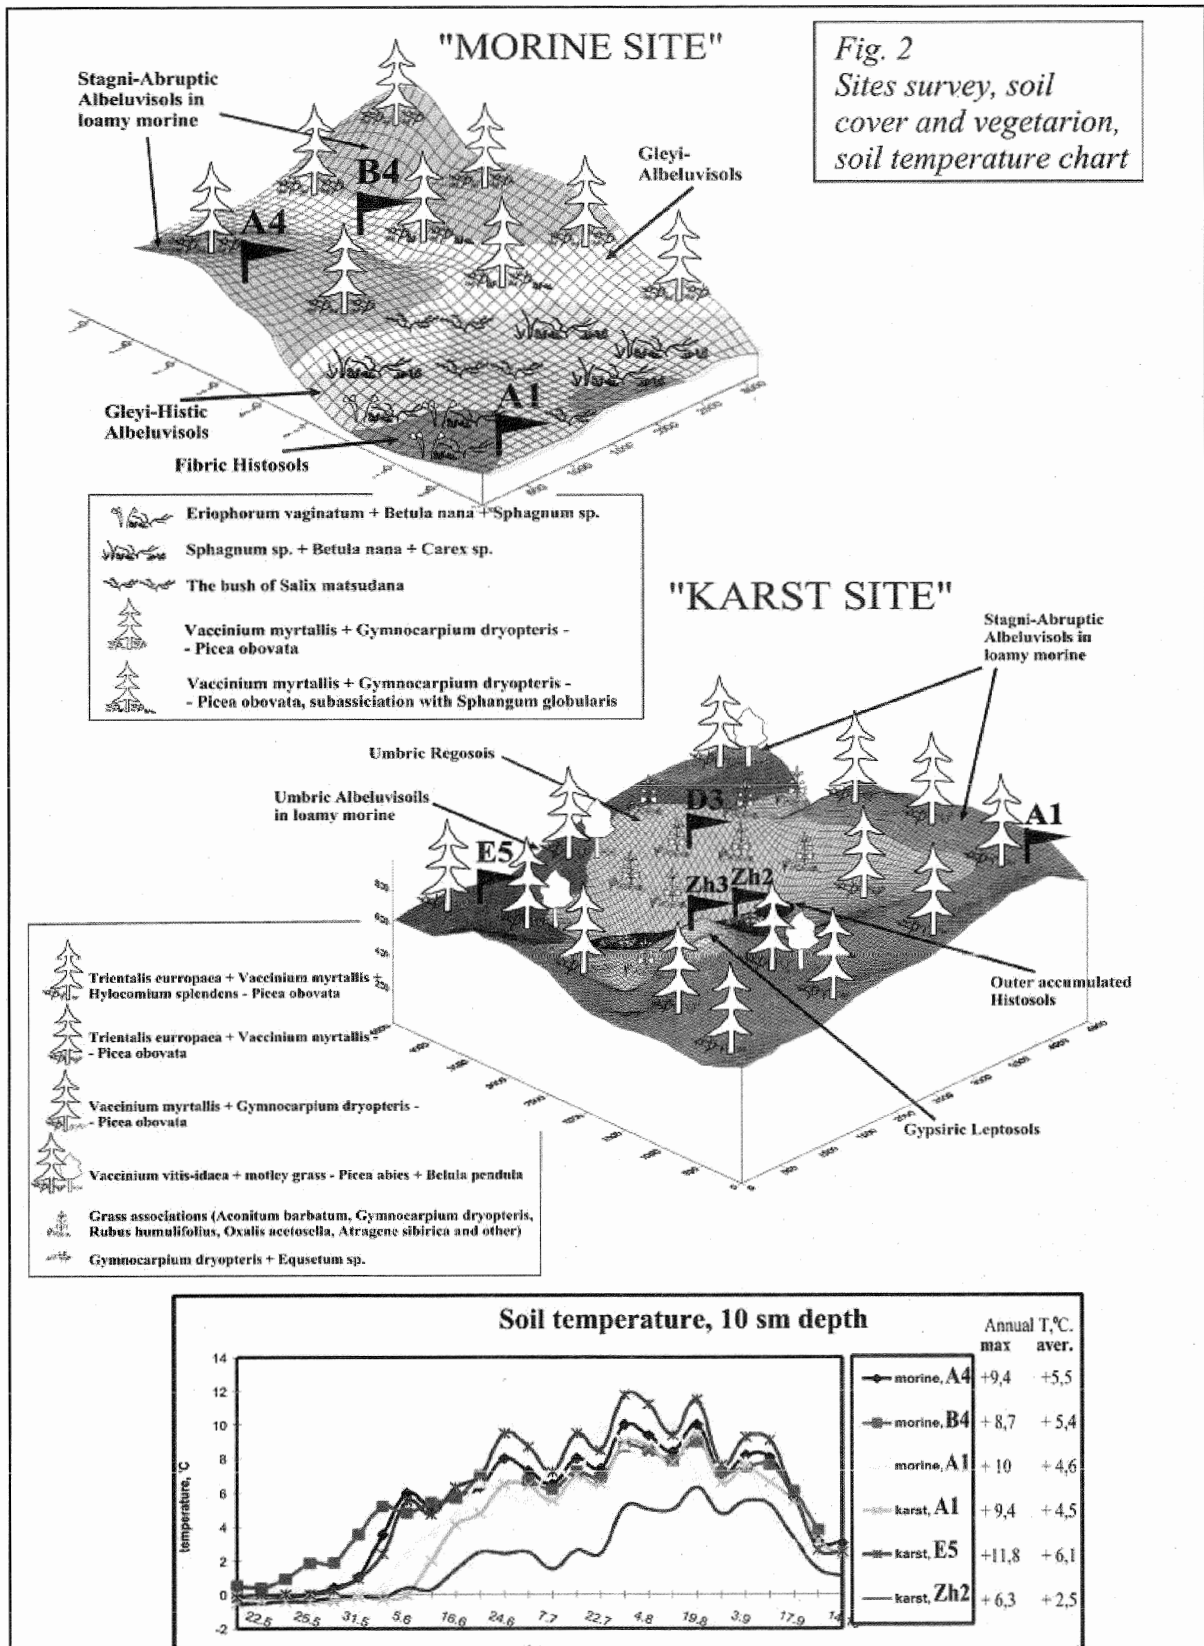 "MORINE SITE"
Fig. 2
Sites survey, soil
cover and vegetarion,
soil temperature chart
Stagni-Abruptic
Albeluvisols in
loamy morine
Gleyi-
Albeluvisols
B4
A4
A1
Gleyi-Histic
Albeluvisols
Fibric Histosols
500
1000
1500
2000
2500
3000
Eriophorum vaginatum + Betula nana + Sphagnum sp.
Sphagnum sp. + Betula nana + Carex sp.
The bush of Salix matsudana
Vaccinium myrtallis + Gymnocarpium dryopteris -
- Picea obovata
Vaccinium myrtallis + Gymnocarpium dryopteris -
- Picea obovata, subassiciation with Sphangum globularis
"KARST SITE"
Stagni-Abruptic
Albeluvisols in
loamy morine
Umbric Regosois
Umbric Albeluvisoils
in loamy morine
D3
A1
E5
Zh3
Zh2
Outer accumulated
Histosols
Gypsiric Leptosols
Trientalis eurropaea + Vaccinium myrtallis +
Hylocomium splendens - Picea obovata
Trientalis eurropaea + Vaccinium myrtallis -
- Picea obovata
Vaccinium myrtallis + Gymnocarpium dryopteris -
- Picea obovata
Vaccinium vitis-idaea + motley grass - Picea abies + Belula pendula
Grass associations (Aconitum barbatum, Gymnocarpium dryopteris,
Rubus humulifolius, Oxalis acetosella, Atragene sibirica and other)
Gymnocarpium dryopteris + Equsetum sp.
Soil temperature, 10 sm depth
Annual T,°C.
max aver.
temperature, °C
14
12
10
8
6
4
2
0
-2
22.5 25.5 31.5 5.6 16.6 24.6 7.7 22.7 4.8 19.8 3.9 17.9
morine, A4 +9,4 +5,5
morine, B4 + 8,7 + 5,4
morine, A1 + 10 + 4,6
karst, A1 + 9,4 + 4,5
karst, E5 +11,8 + 6,1
karst, Zh2 + 6,3 + 2,5